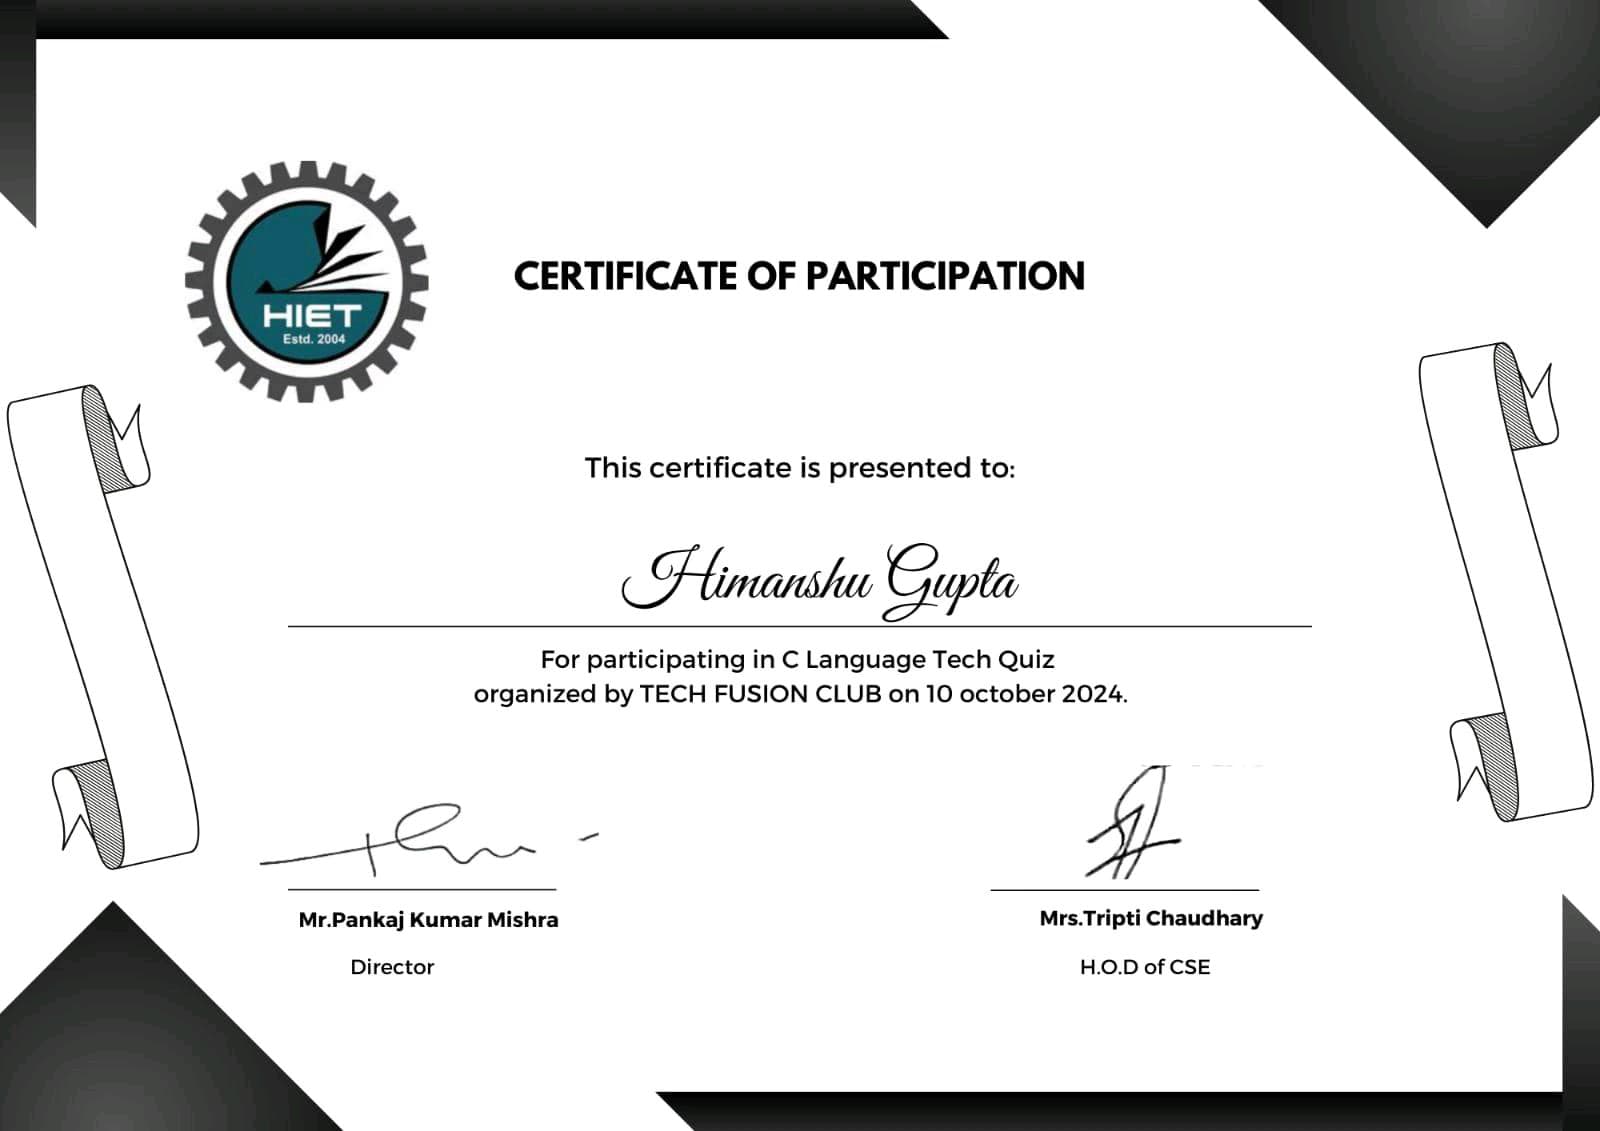 HIET
Estd. 2004
CERTIFICATE OF PARTICIPATION
This certificate is presented to:
Himanshu Gupta
For participating in C Language Tech Quiz
organized by TECH FUSION CLUB on 10 october 2024.
Mr.Pankaj Kumar Mishra
Director
Mrs.Tripti Chaudhary
H.O.D of CSE